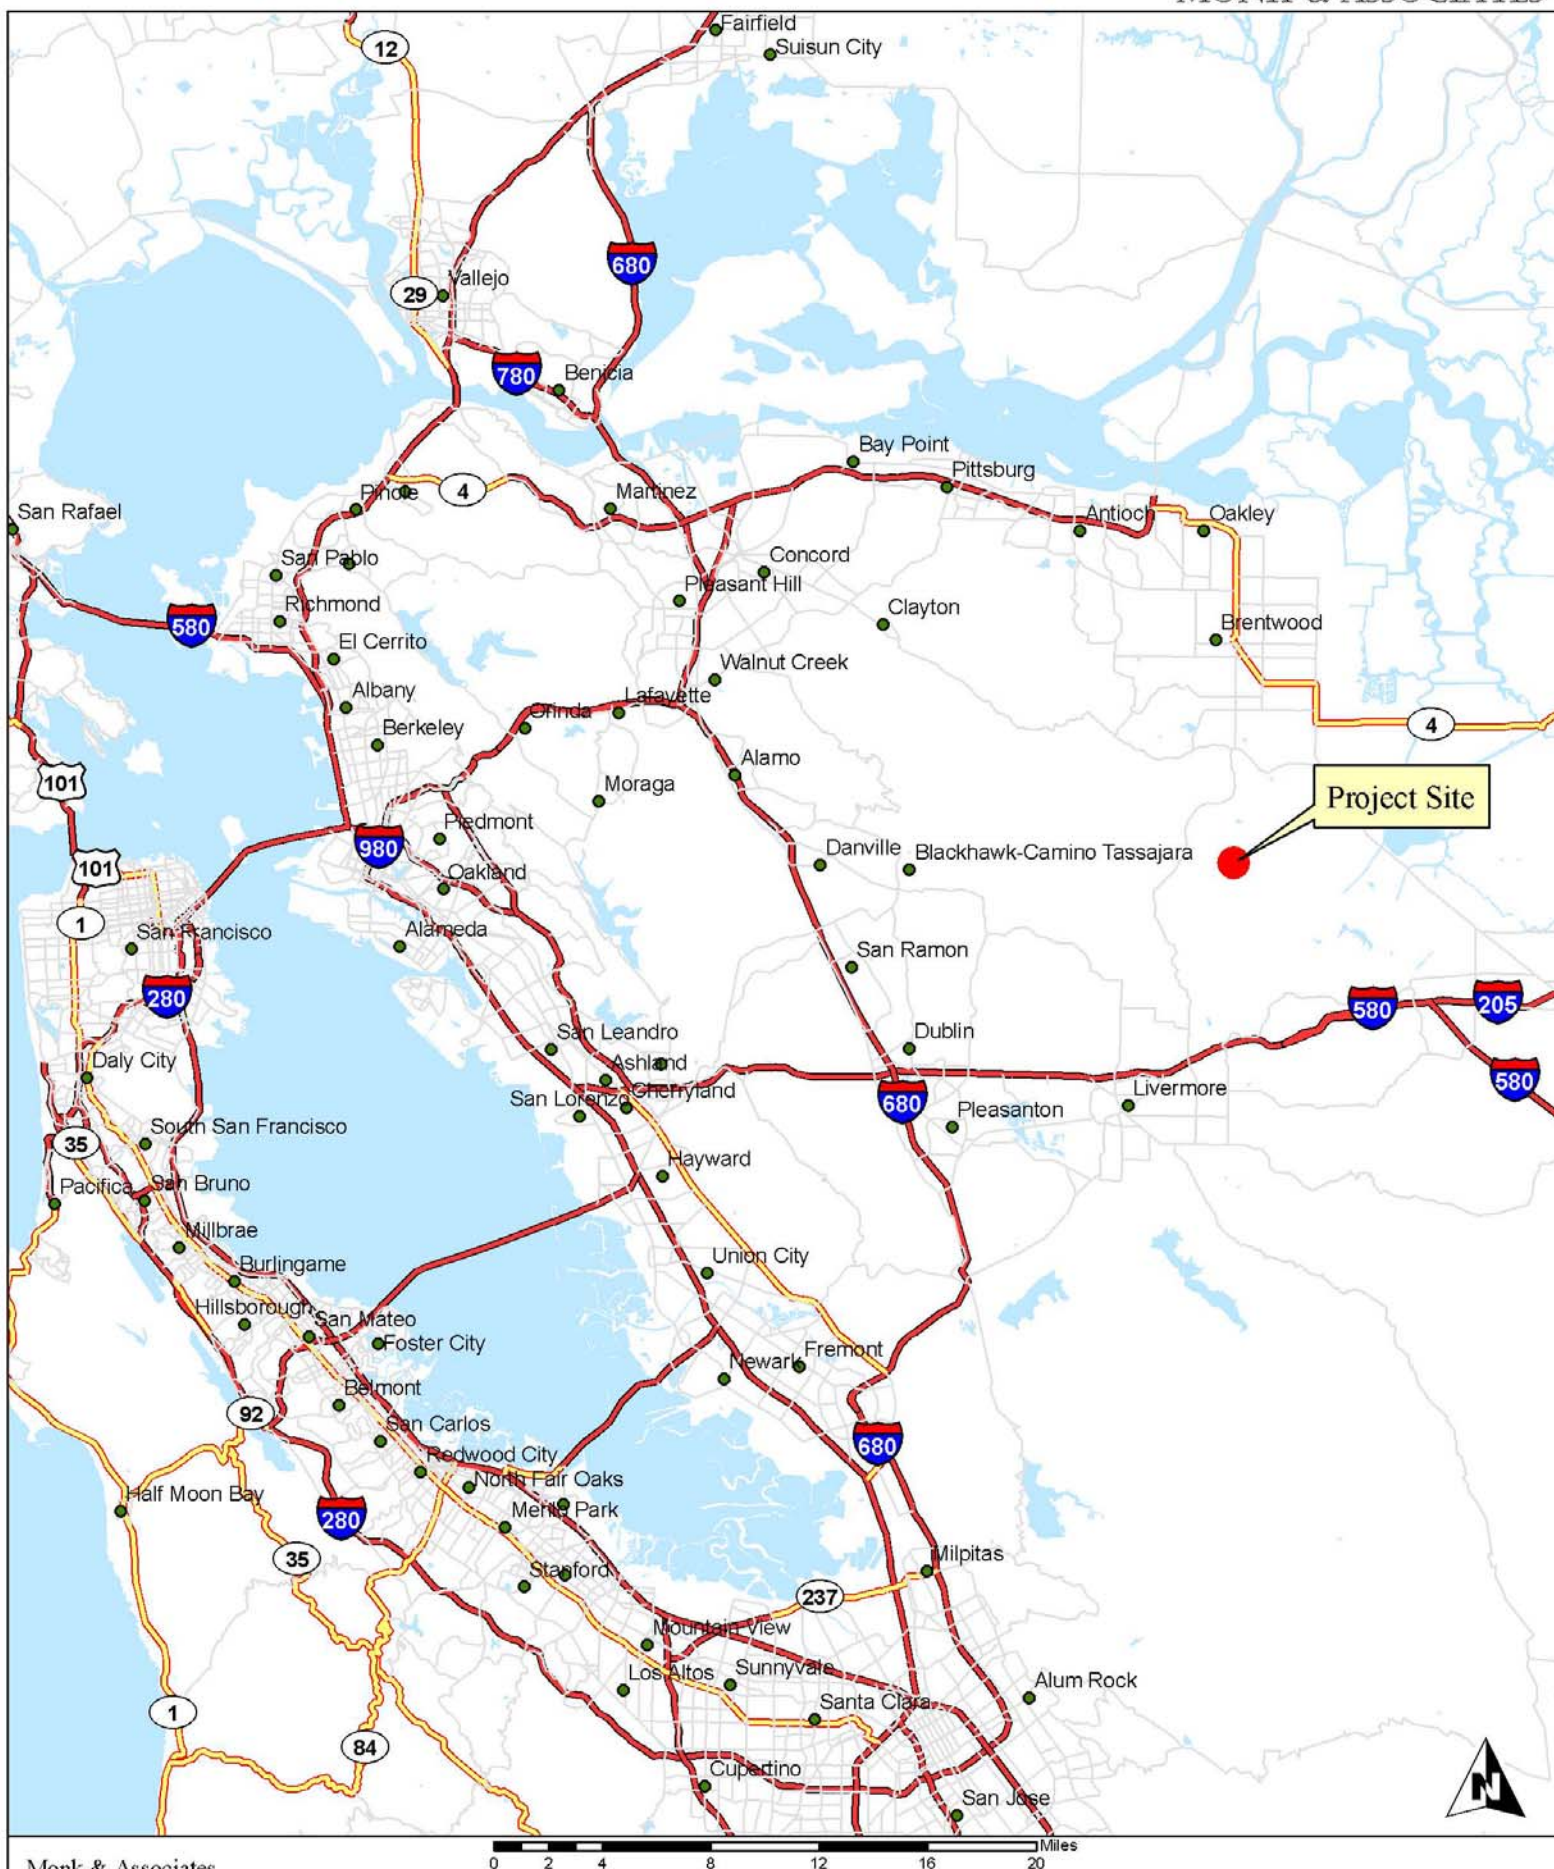 MONK & ASSOCIATES
Fairfield
12
Suisun City
680
Vallejo
29
780
Benicia
Bay Point
Pittsburg
4
Pinole
Martinez
San Rafael
Antioch
Oakley
San Pablo
Concord
Pleasant Hill
Richmond
Clayton
580
Brentwood
El Cerrito
Walnut Creek
Albany
Lafayette
Orinda
4
Berkeley
Alamo
101
Moraga
Project Site
Piedmont
980
Danville
Blackhawk-Camino Tassajara
101
Oakland
1
Alameda
San Francisco
San Ramon
280
580
205
San Leandro
Dublin
Daly City
Ashland
580
Cherryland
Livermore
San Lorenzo
680
Pleasanton
South San Francisco
35
Hayward
San Bruno
Pacifica
Millbrae
Union City
Burlingame
Hillsborough
San Mateo
Foster City
Fremont
Newark
Belmont
92
San Carlos
680
Redwood City
North Fair Oaks
Half Moon Bay
Menlo Park
280
35
Milpitas
Stanford
237
Mountain View
Los Altos
Sunnyvale
Alum Rock
Santa Clara
1
84
Cupertino
San Jose
N
Miles
0 2 4 8 12 16 20
Monk & Associates